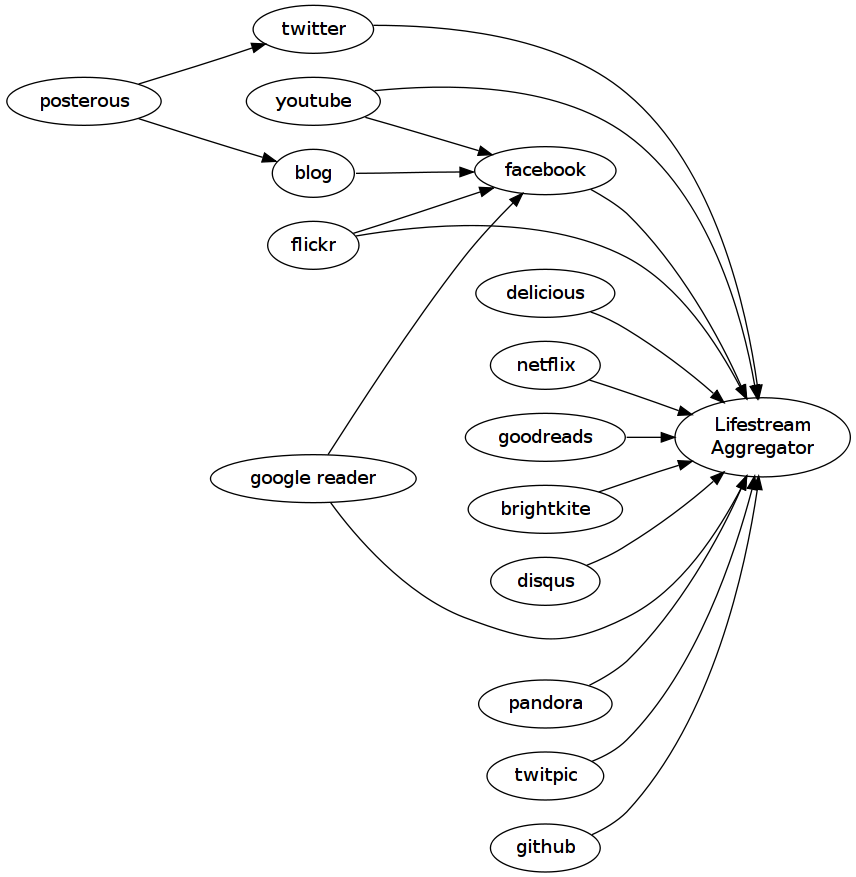 twitter
posterous
youtube
blog
facebook
flickr
delicious
netflix
Lifestream
Aggregator
goodreads
google reader
brightkite
disqus
pandora
twitpic
github